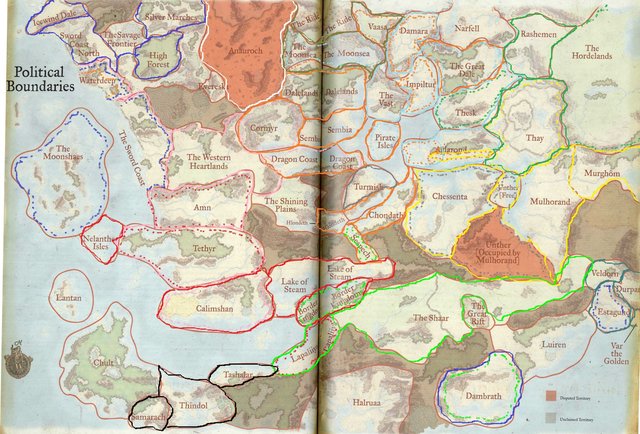 Icewind Dale
Silver Marches
The Ride
The Ride
Vaasa
Damara
Narfell
Rashemen
The
Hordelands
Sword
Coast
North
The Savage
Frontier
High
Forest
Anauroch
The
Moonsea
The Moonsea
Impiltur
The Great
Dale
Political
Boundaries
Waterdeep
Evereska
Dalelands
Dalelands
The
Vast
Thesk
Thay
The
Moonshaes
The Sword Coast
The Western
Heartlands
Cormyr
Sembia
Pirate
Isles
Dragon Coast
Dragon
Coast
Chessenta
Mulhorand
Murghôm
Amn
The Shining
Plains
Turmish
Chondath
Unther
[Occupied by
Mulhorand]
Nelanther
Isles
Tethyr
Lake of
Steam
Lake of
Steam
Border
Kingdoms
Veldorn
Durpar
Estagund
Lantan
Calimshan
The Shaar
The
Great
Rift
Luiren
Var
the
Golden
Chult
Tashalar
Lapaliiya
Samarach
Thindol
Halruaa
Dambrath
Disputed Territory
Unclaimed Territory